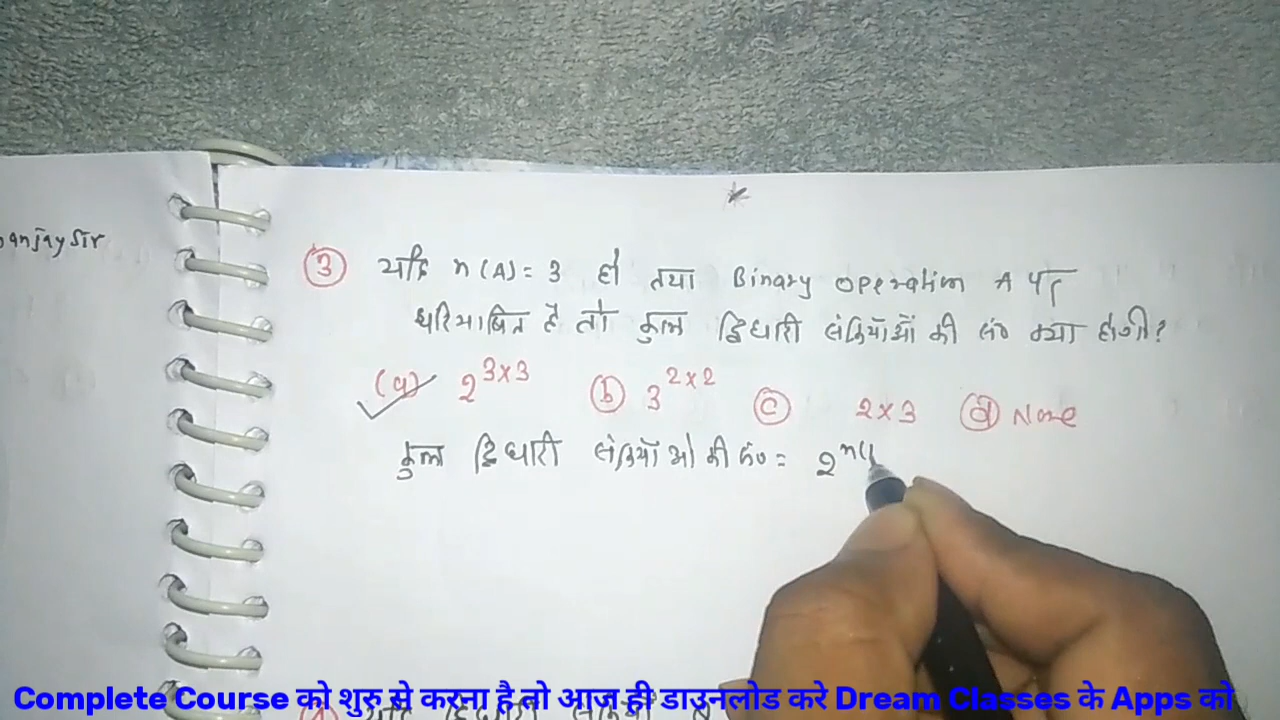 anjay Sir
③ यदि n(A) = 3 हो तथा Binary Operation A पर
परिभाषित है तो कुल द्विधारी संक्रियाओं की सं० क्या होगी?
(a) 2^{3×3} ⓑ 3^{2×2} ⓒ 2×3 ⓓ None
कुल द्विधारी संक्रियाओं की सं० = 2^{n(
Complete Course को शुरु से करना है तो आज ही डाउनलोड करे Dream Classes के Apps को